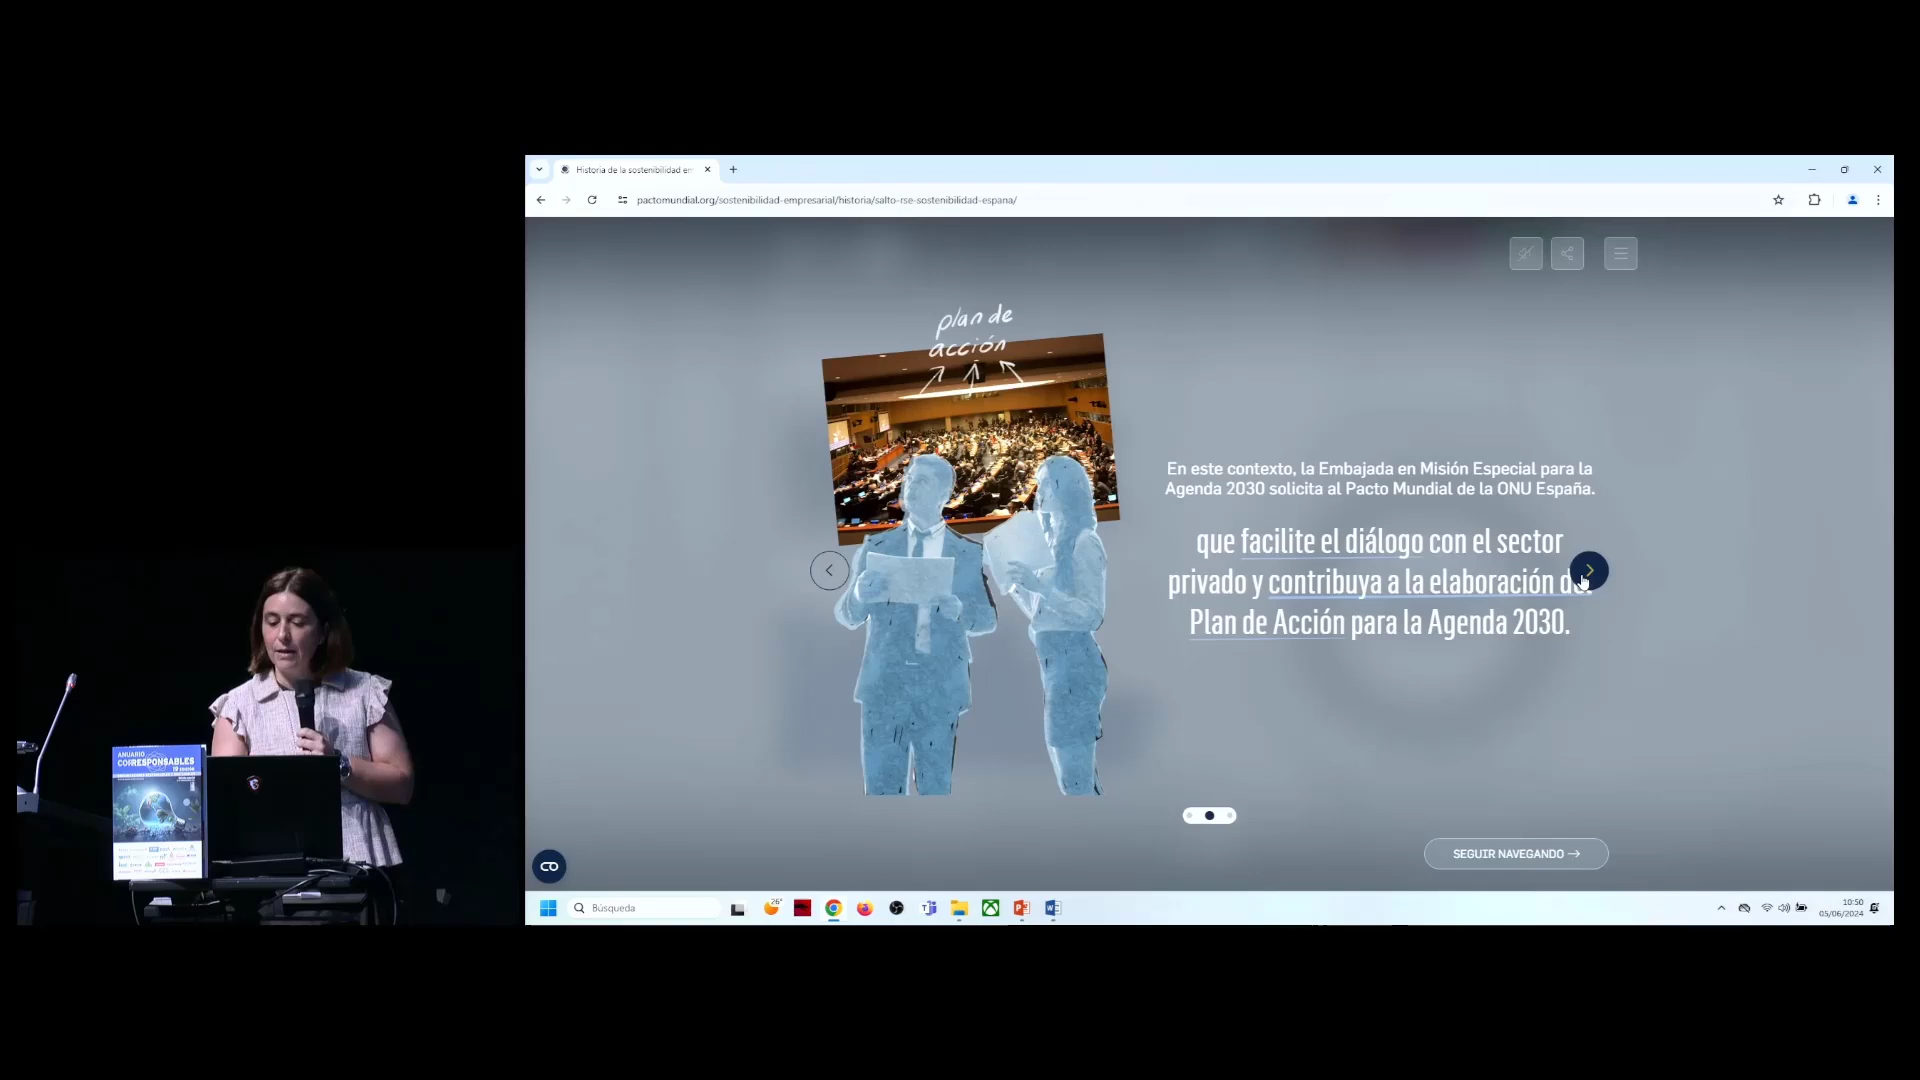 Historia de la sostenibilidad en
pactomundial.org/sostenibilidad-empresarial/historia/salto-rse-sostenibilidad-espana/
plan de
acción
En este contexto, la Embajada en Misión Especial para la
Agenda 2030 solicita al Pacto Mundial de la ONU España.
que facilite el diálogo con el sector
privado y contribuya a la elaboración
Plan de Acción para la Agenda 2030.
SEGUIR NAVEGANDO
ANUARIO
CORRESPONSABLES
Búsqueda
26°
10:50
05/06/2024